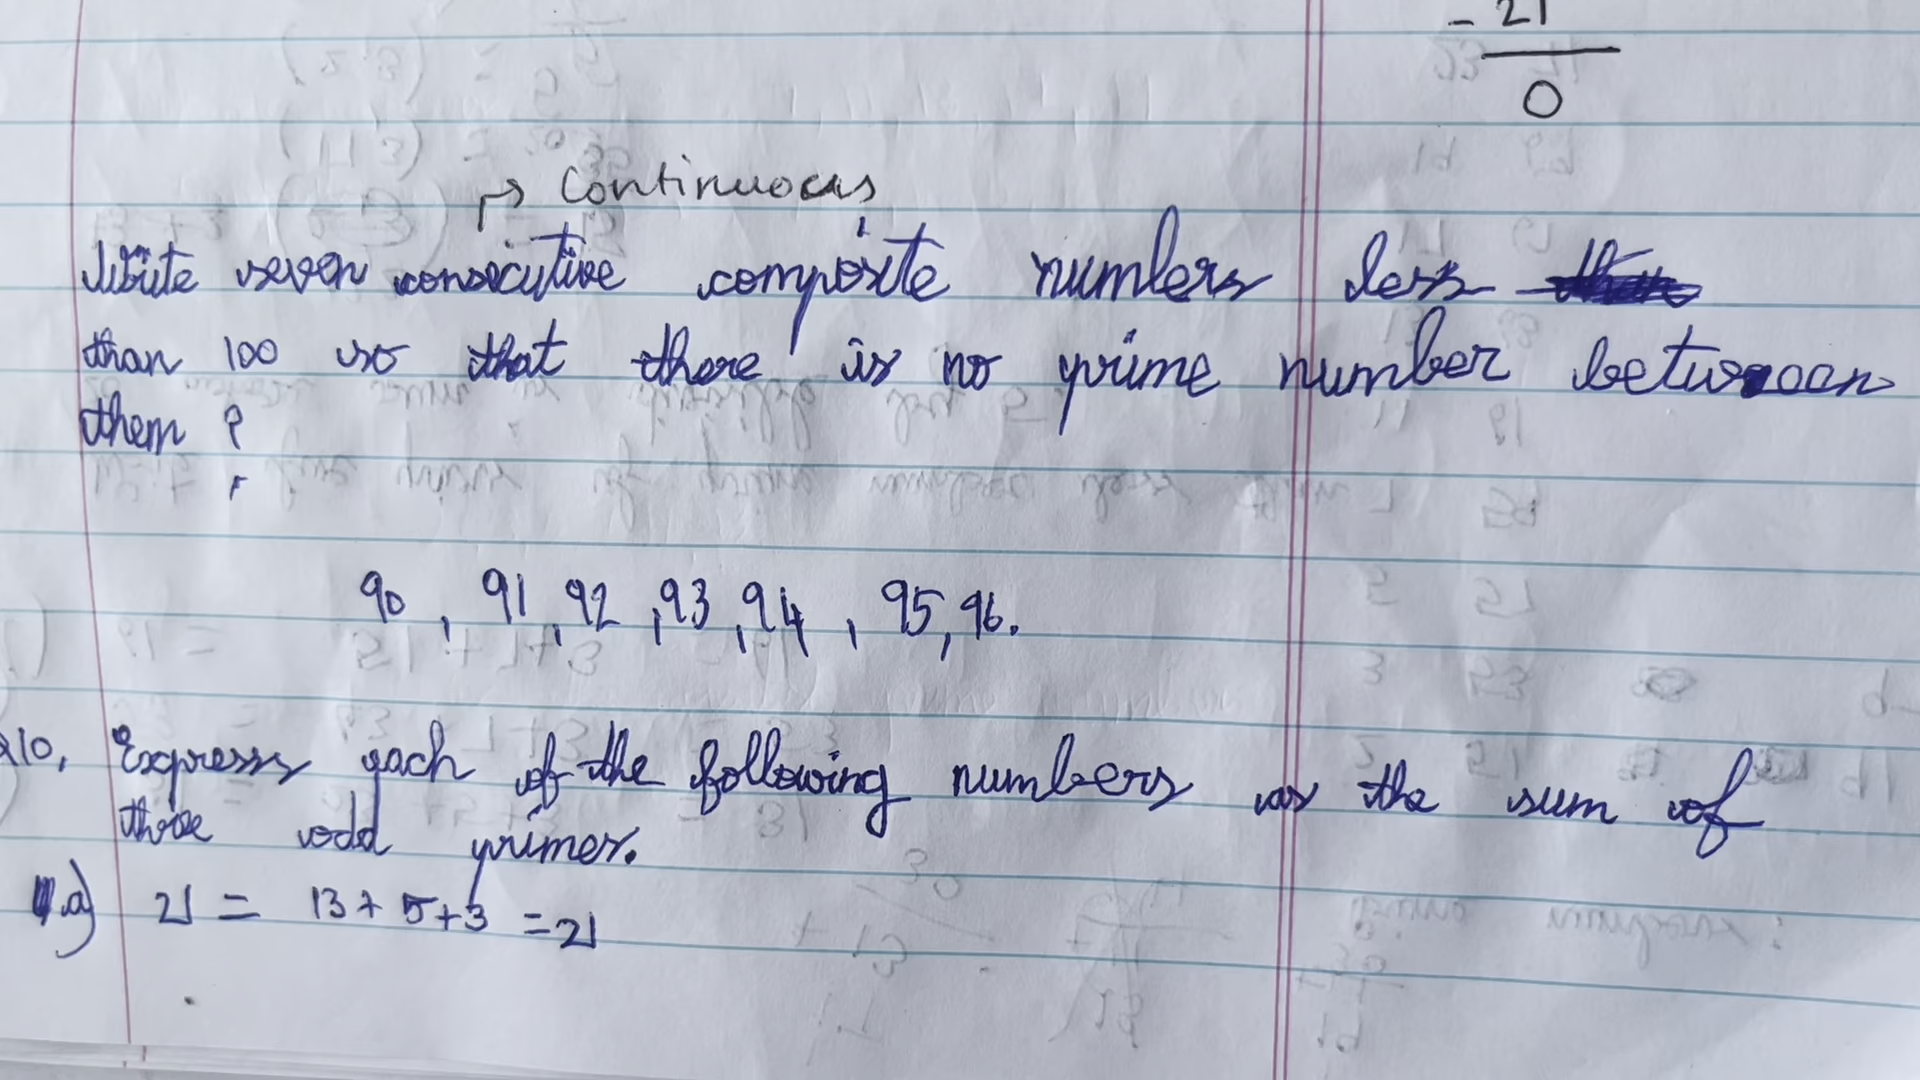 - 21
0
→ Continuous
Write seven consecutive composite numbers less
than 100 so that there is no prime number between
them ?
90 , 91 , 92 , 93 , 94 , 95 , 96.
10. Express each of the following numbers as the sum of
three odd primes.
a) 21 = 13 + 5 + 3 = 21